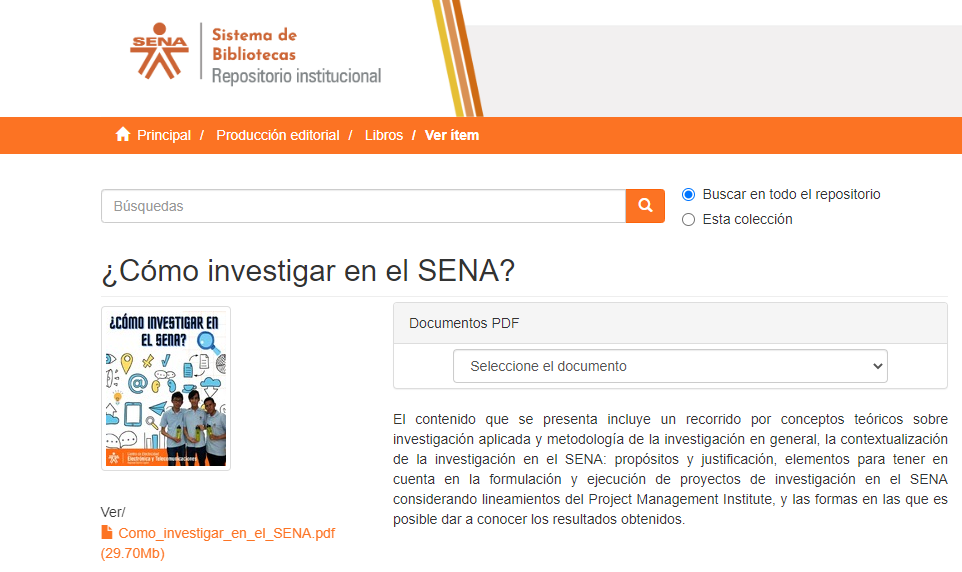 SENA
Sistema de
Bibliotecas
Repositorio institucional
Principal / Producción editorial / Libros / Ver ítem
Búsquedas
Buscar en todo el repositorio
Esta colección
¿Cómo investigar en el SENA?
¿CÓMO INVESTIGAR EN
EL SENA?
Electrónica y Telecomunicaciones
Documentos PDF
Seleccione el documento
El contenido que se presenta incluye un recorrido por conceptos teóricos sobre
investigación aplicada y metodología de la investigación en general, la contextualización
de la investigación en el SENA: propósitos y justificación, elementos para tener en
cuenta en la formulación y ejecución de proyectos de investigación en el SENA
considerando lineamientos del Project Management Institute, y las formas en las que es
posible dar a conocer los resultados obtenidos.
Ver/
Como_investigar_en_el_SENA.pdf
(29.70Mb)